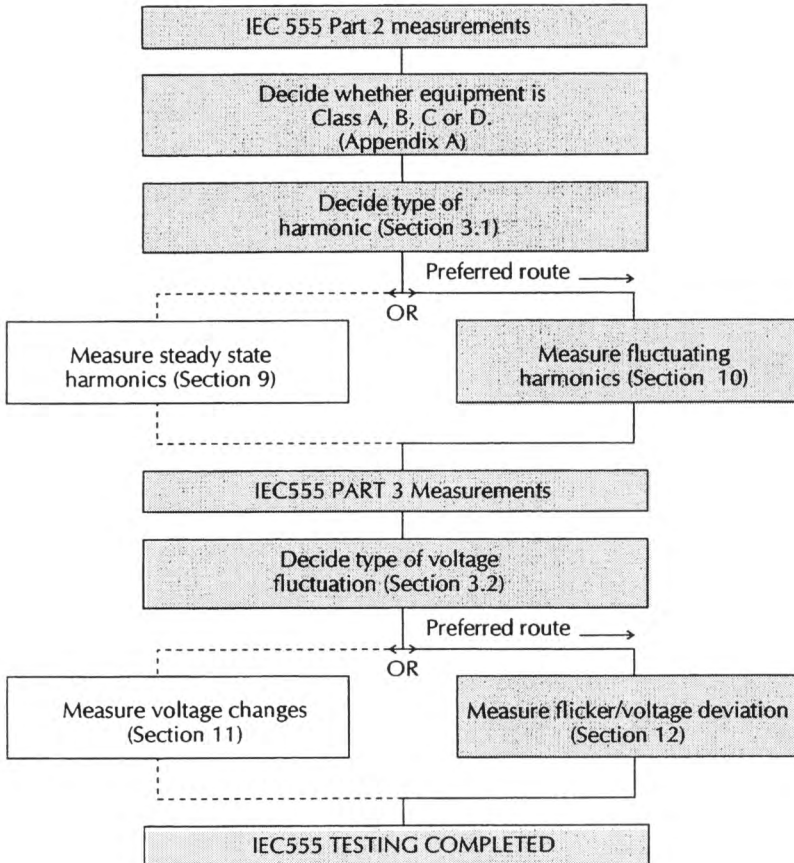 IEC 555 Part 2 measurements
Decide whether equipment is
Class A, B, C or D.
(Appendix A)
Decide type of
harmonic (Section 3.1)
Preferred route
OR
Measure steady state
harmonics (Section 9)
Measure fluctuating
harmonics (Section 10)
IEC555 PART 3 Measurements
Decide type of voltage
fluctuation (Section 3.2)
Preferred route
OR
Measure voltage changes
(Section 11)
Measure flicker/voltage deviation
(Section 12)
IEC555 TESTING COMPLETED